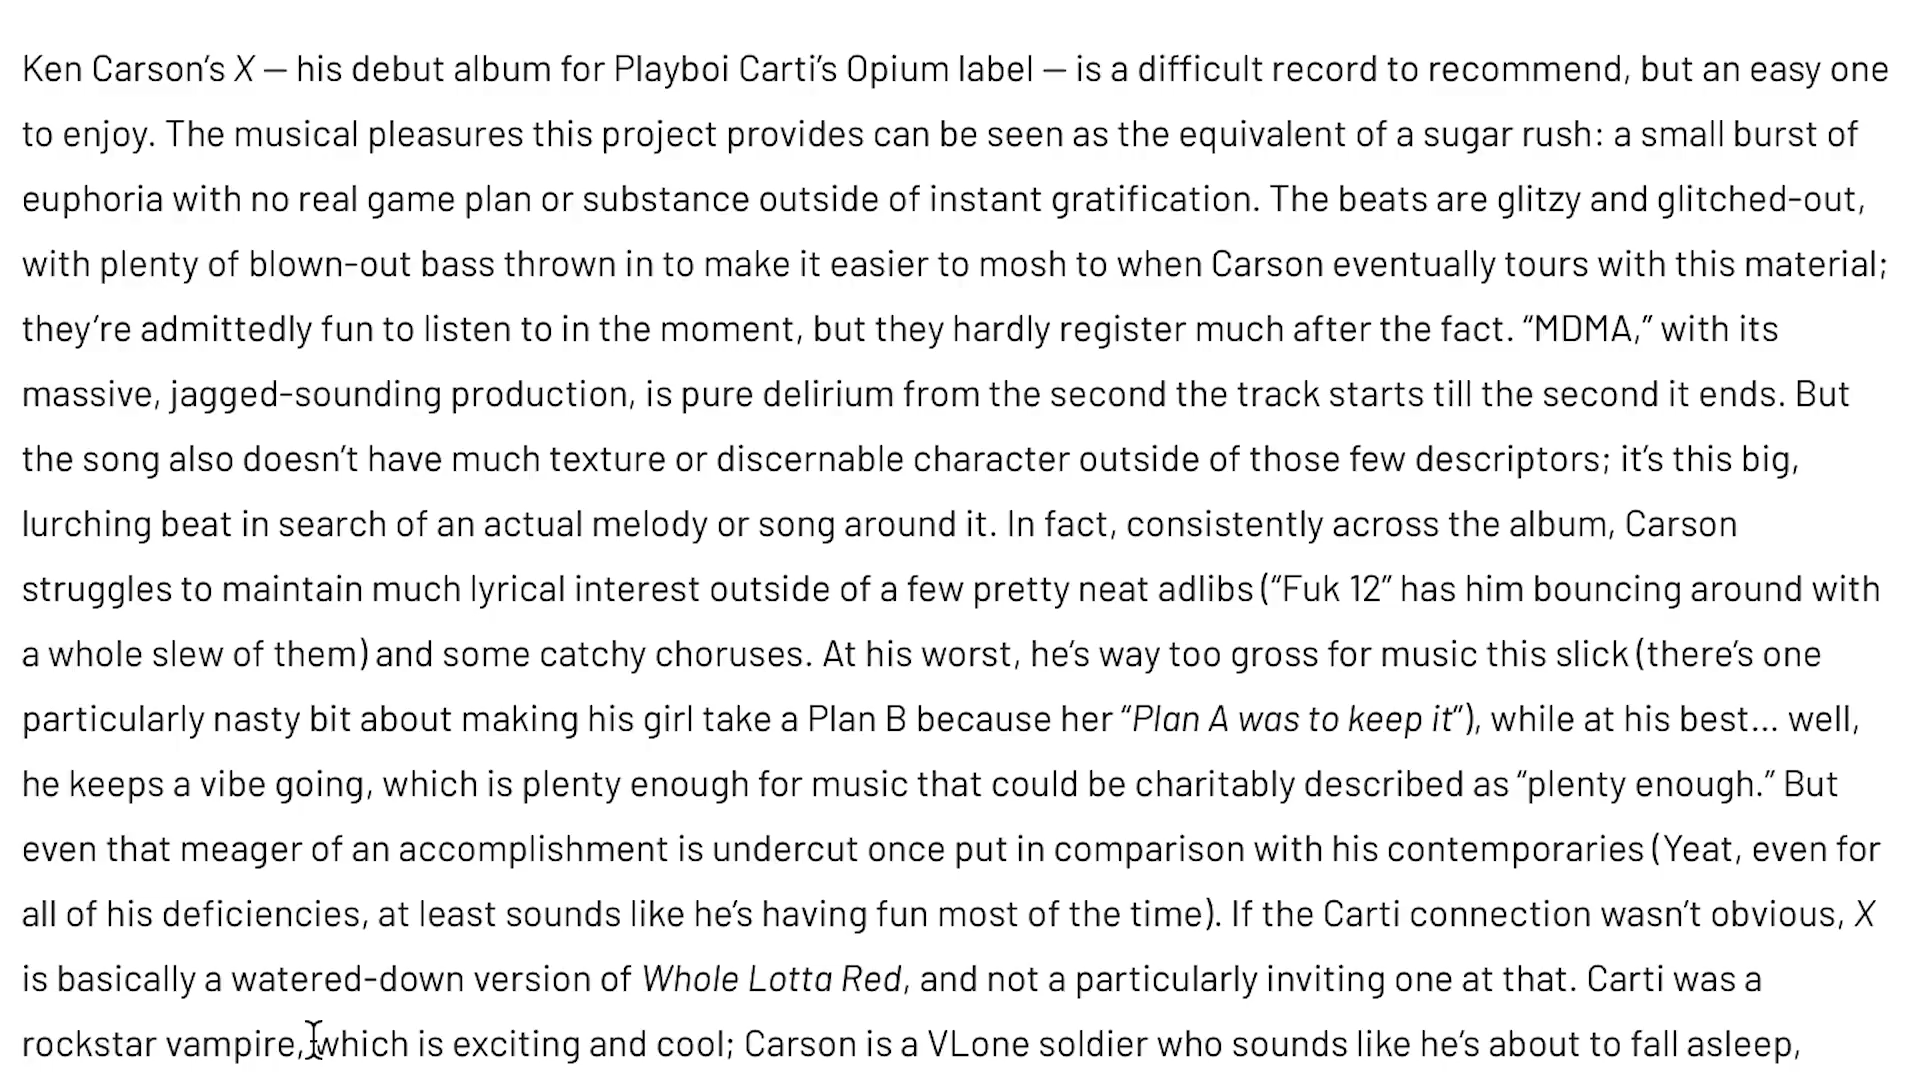 Ken Carson’s X — his debut album for Playboi Carti’s Opium label — is a difficult record to recommend, but an easy one
to enjoy. The musical pleasures this project provides can be seen as the equivalent of a sugar rush: a small burst of
euphoria with no real game plan or substance outside of instant gratification. The beats are glitzy and glitched-out,
with plenty of blown-out bass thrown in to make it easier to mosh to when Carson eventually tours with this material;
they’re admittedly fun to listen to in the moment, but they hardly register much after the fact. “MDMA,” with its
massive, jagged-sounding production, is pure delirium from the second the track starts till the second it ends. But
the song also doesn’t have much texture or discernable character outside of those few descriptors; it’s this big,
lurching beat in search of an actual melody or song around it. In fact, consistently across the album, Carson
struggles to maintain much lyrical interest outside of a few pretty neat adlibs (“Fuk 12” has him bouncing around with
a whole slew of them) and some catchy choruses. At his worst, he’s way too gross for music this slick (there’s one
particularly nasty bit about making his girl take a Plan B because her “Plan A was to keep it”), while at his best… well,
he keeps a vibe going, which is plenty enough for music that could be charitably described as “plenty enough.” But
even that meager of an accomplishment is undercut once put in comparison with his contemporaries (Yeat, even for
all of his deficiencies, at least sounds like he’s having fun most of the time). If the Carti connection wasn’t obvious, X
is basically a watered-down version of Whole Lotta Red, and not a particularly inviting one at that. Carti was a
rockstar vampire, which is exciting and cool; Carson is a VLone soldier who sounds like he’s about to fall asleep,